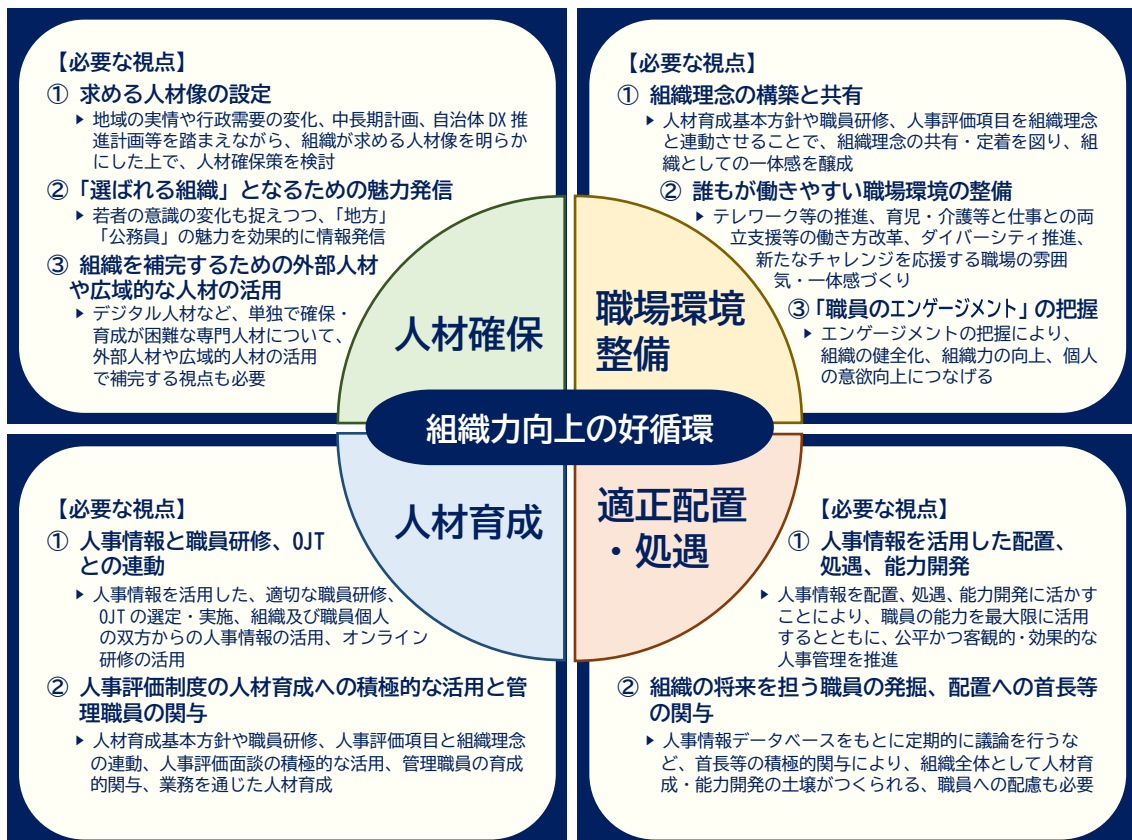 【必要な視点】
① 求める人材像の設定
▶ 地域の実情や行政需要の変化、中長期計画、自治体 DX 推
進計画等を踏まえながら、組織が求める人材像を明らか
にした上で、人材確保策を検討
② 「選ばれる組織」となるための魅力発信
▶ 若者の意識の変化も捉えつつ、「地方」
「公務員」の魅力を効果的に情報発信
③ 組織を補完するための外部人材
や広域的な人材の活用
▶ デジタル人材など、単独で確保・
育成が困難な専門人材について、
外部人材や広域的人材の活用
で補完する視点も必要
人材確保
【必要な視点】
① 組織理念の構築と共有
▶ 人材育成基本方針や職員研修、人事評価項目を組織理念
と連動させることで、組織理念の共有・定着を図り、組
織としての一体感を醸成
② 誰もが働きやすい職場環境の整備
▶ テレワーク等の推進、育児・介護等と仕事との両
立支援等の働き方改革、ダイバーシティ推進、
新たなチャレンジを応援する職場の雰囲
気・一体感づくり
③ 「職員のエンゲージメント」の把握
▶ エンゲージメントの把握により、
組織の健全化、組織力の向上、個人
の意欲向上につなげる
職場環境
整備
組織力向上の好循環
人材育成
【必要な視点】
① 人事情報と職員研修、OJT
との連動
▶ 人事情報を活用した、適切な職員研修、
OJT の選定・実施、組織及び職員個人
の双方からの人事情報の活用、オンライン
研修の活用
② 人事評価制度の人材育成への積極的な活用と管
理職員の関与
▶ 人材育成基本方針や職員研修、人事評価項目と組織理念
の連動、人事評価面談の積極的な活用、管理職員の育成
的関与、業務を通じた人材育成
適正配置
・処遇
【必要な視点】
① 人事情報を活用した配置、
処遇、能力開発
▶ 人事情報を配置、処遇、能力開発に活かす
ことにより、職員の能力を最大限に活用
するとともに、公平かつ客観的・効果的な
人事管理を推進
② 組織の将来を担う職員の発掘、配置への首長等
の関与
▶ 人事情報データベースをもとに定期的に議論を行うな
ど、首長等の積極的関与により、組織全体として人材育
成・能力開発の土壌がつくられる、職員への配慮も必要